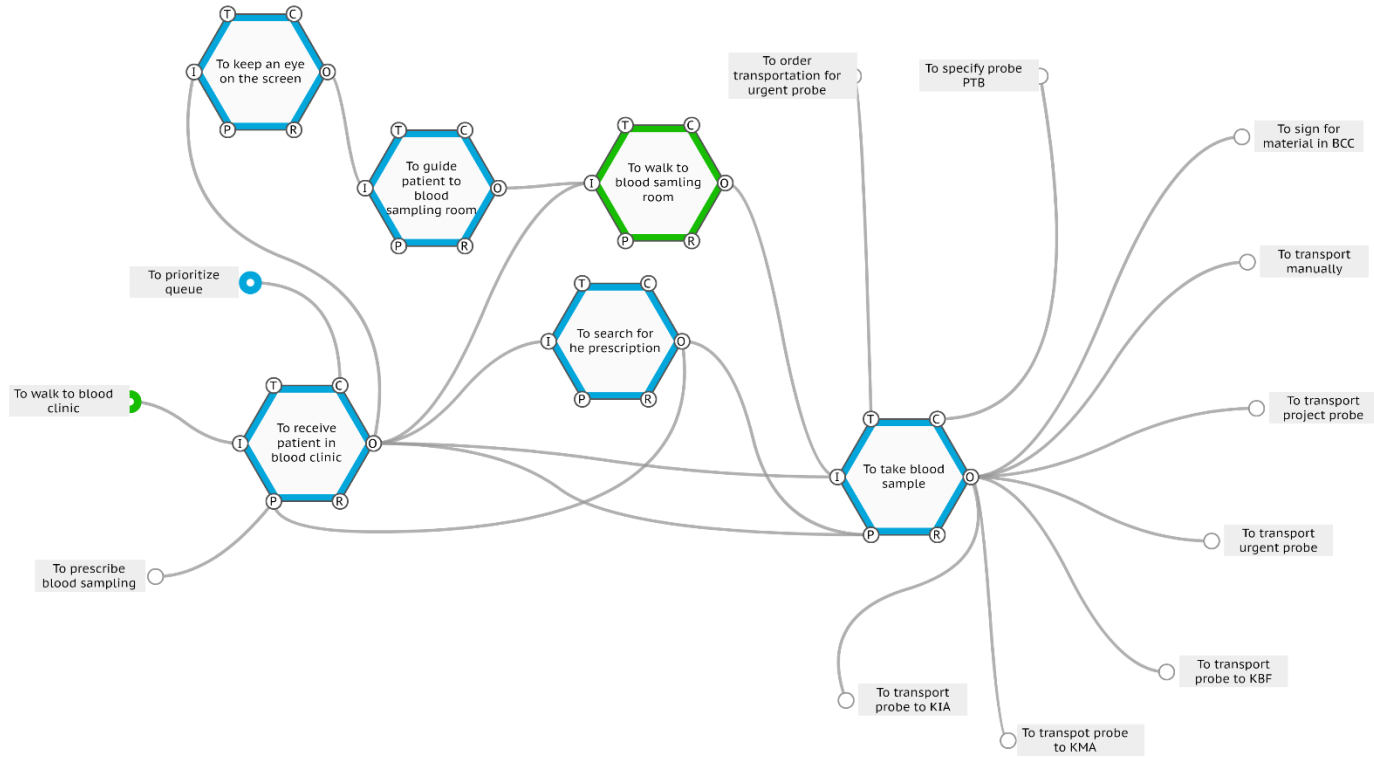 T C
To keep an eye
on the screen
I O
P R
T C
To guide
patient to
blood
sampling room
I O
P R
T C
To walk to
blood samling
room
I O
P R
To order
transportation for
urgent probe
To specify probe
PTB
To sign for
material in BCC
To transport
manually
To prioritize
queue
T C
To search for
he prescription
I O
P R
To walk to blood
clinic
T C
To receive
patient in
blood clinic
I O
P R
To prescribe
blood sampling
T C
To take blood
sample
I O
P R
To transport
project probe
To transport
urgent probe
To transport
probe to KBF
To transport
probe to KIA
To transpot probe
to KMA